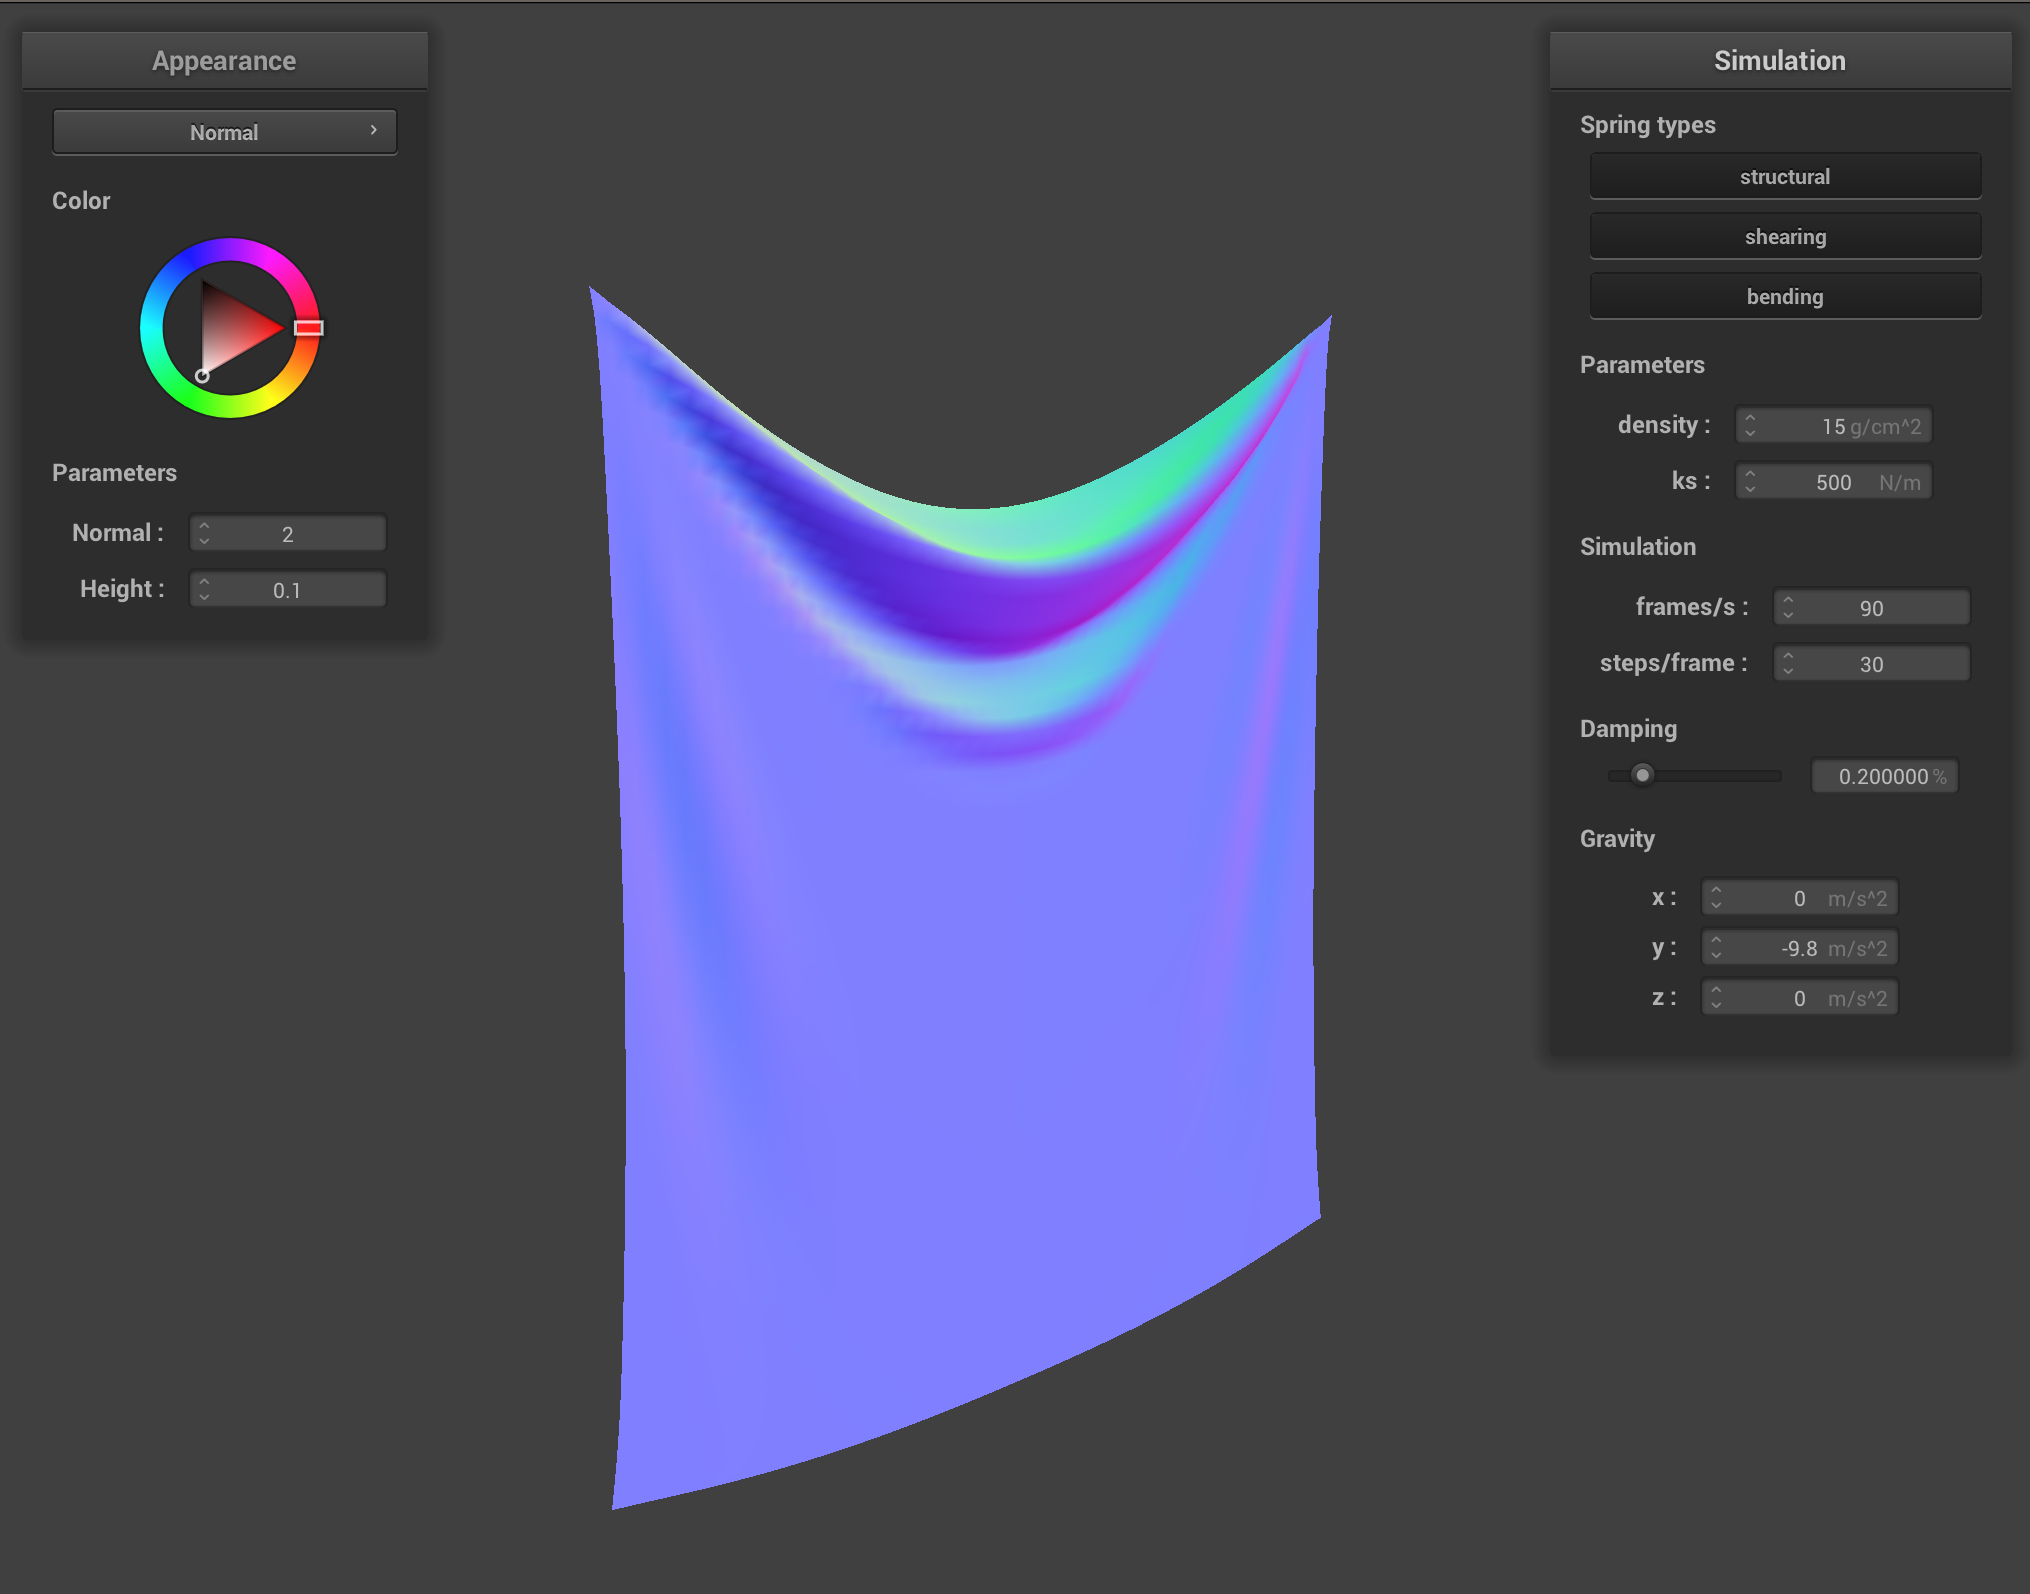 Appearance
Normal
Color
Parameters
Normal : 2
Height : 0.1
Simulation
Spring types
structural
shearing
bending
Parameters
density : 15 g/cm^2
ks : 500 N/m
Simulation
frames/s : 90
steps/frame : 30
Damping
0.200000 %
Gravity
x : 0 m/s^2
y : -9.8 m/s^2
z : 0 m/s^2